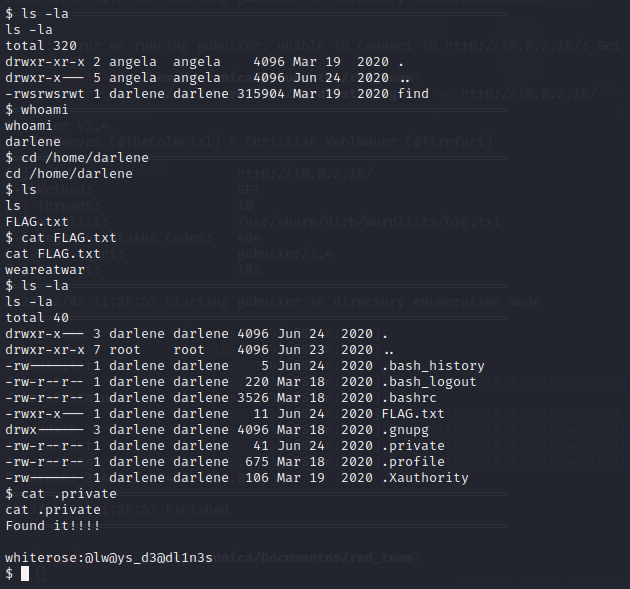 $ ls -la
ls -la
total 320
drwxr-xr-x 2 angela  angela    4096 Mar 19  2020 .
drwxr-x--- 5 angela  angela    4096 Jun 24  2020 ..
-rwsrwsrwt 1 darlene darlene 315904 Mar 19  2020 find
$ whoami
whoami
darlene
$ cd /home/darlene
cd /home/darlene
$ ls
ls
FLAG.txt
$ cat FLAG.txt
cat FLAG.txt
weareatwar
$ ls -la
ls -la
total 40
drwxr-x--- 3 darlene darlene 4096 Jun 24  2020 .
drwxr-xr-x 7 root    root    4096 Jun 23  2020 ..
-rw------- 1 darlene darlene    5 Jun 24  2020 .bash_history
-rw-r--r-- 1 darlene darlene  220 Mar 18  2020 .bash_logout
-rw-r--r-- 1 darlene darlene 3526 Mar 18  2020 .bashrc
-rwxr-x--- 1 darlene darlene   11 Jun 24  2020 FLAG.txt
drwx------ 3 darlene darlene 4096 Mar 18  2020 .gnupg
-rw-r--r-- 1 darlene darlene   41 Jun 24  2020 .private
-rw-r--r-- 1 darlene darlene  675 Mar 18  2020 .profile
-rw------- 1 darlene darlene  106 Mar 19  2020 .Xauthority
$ cat .private
cat .private
Found it!!!!
whiterose:@lw@ys_d3@dl1n3s
$